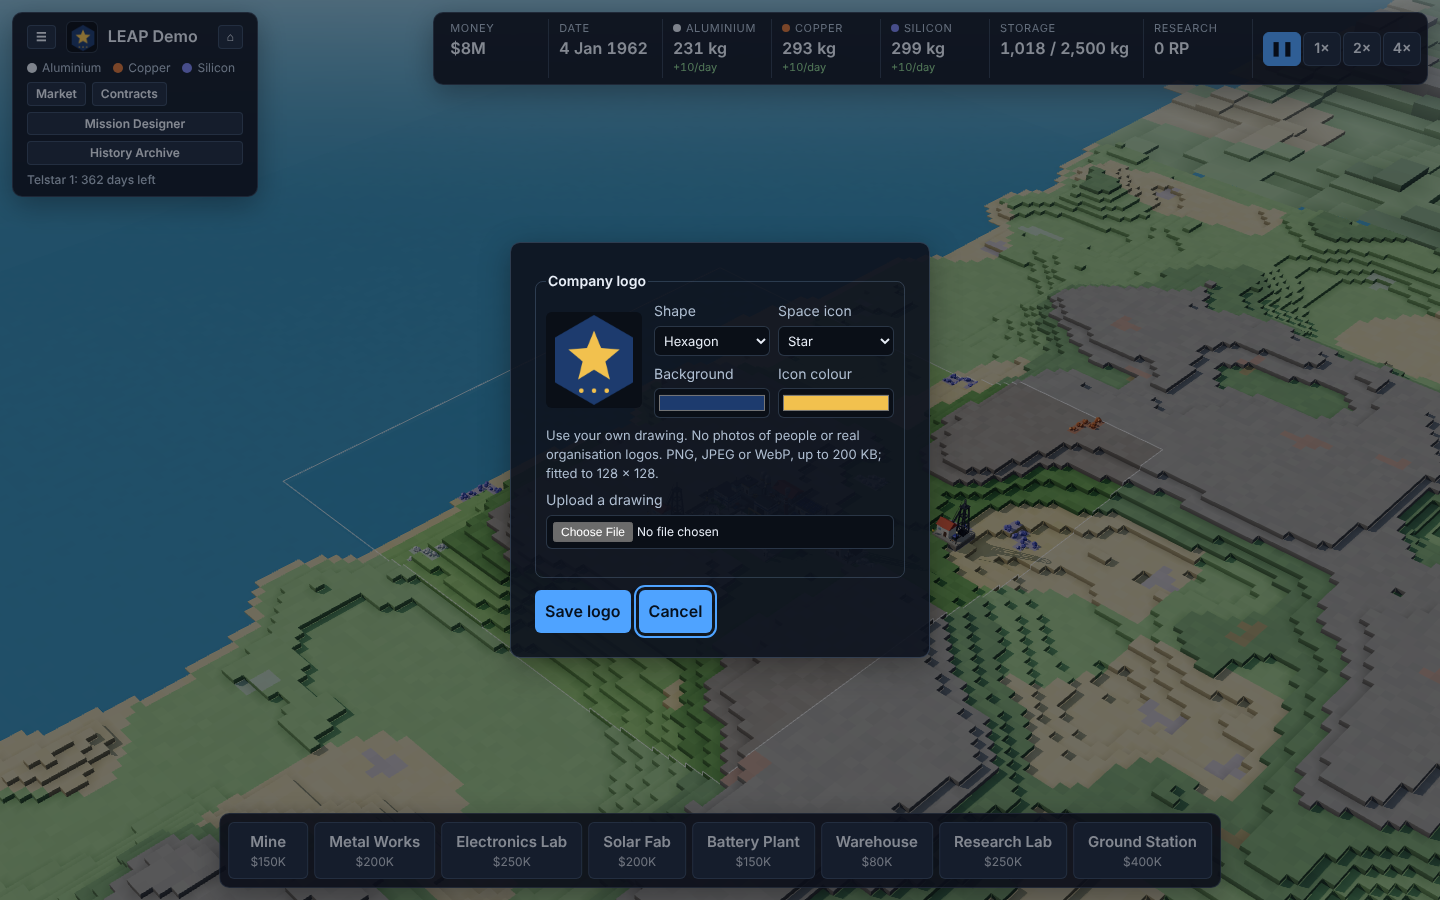 ☰ LEAP Demo ⌂
Aluminium Copper Silicon
Market Contracts
Mission Designer
History Archive
Telstar 1: 362 days left
MONEY DATE ALUMINIUM COPPER SILICON STORAGE RESEARCH
$8M 4 Jan 1962 231 kg 293 kg 299 kg 1,018 / 2,500 kg 0 RP ❚❚ 1× 2× 4×
+10/day +10/day +10/day
Company logo
Shape Space icon
Hexagon Star
Background Icon colour
Use your own drawing. No photos of people or real
organisation logos. PNG, JPEG or WebP, up to 200 KB;
fitted to 128 × 128.
Upload a drawing
Choose File No file chosen
Save logo Cancel
Mine Metal Works Electronics Lab Solar Fab Battery Plant Warehouse Research Lab Ground Station
$150K $200K $250K $200K $150K $80K $250K $400K